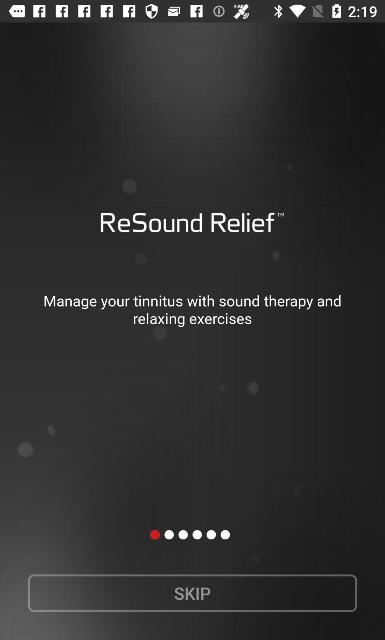 2:19
ReSound Relief™
Manage your tinnitus with sound therapy and
relaxing exercises
SKIP